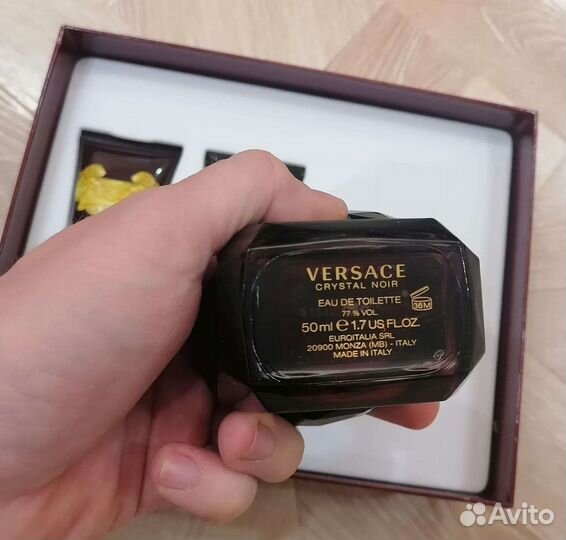 VERSACE
CRYSTAL NOIR
EAU DE TOILETTE
36M
77 % VOL.
50ml ℮ 1.7 US FL.OZ.
EUROITALIA SRL
20900 MONZA (MB) - ITALY
MADE IN ITALY
Avito